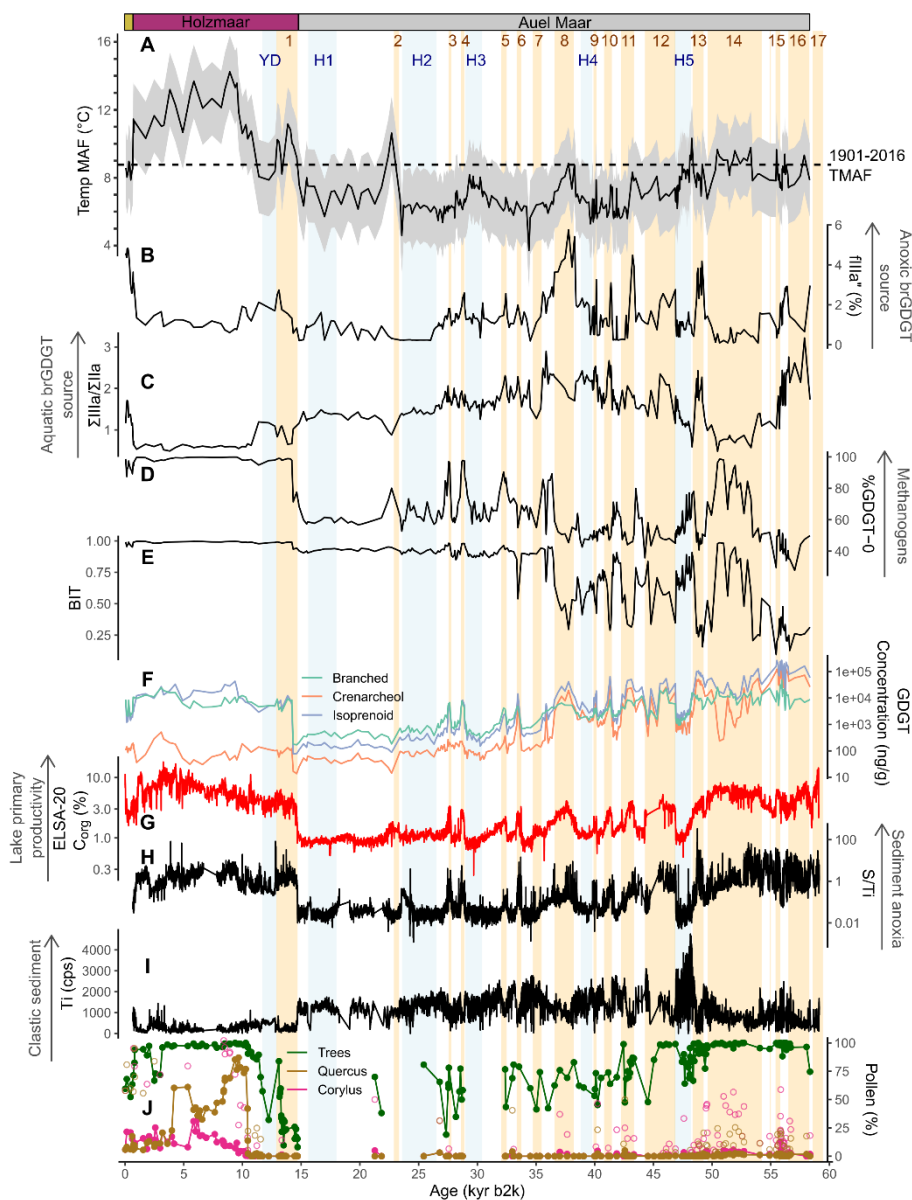 Holzmaar Auel Maar
1 2 3 4 5 6 7 8 9 10 11 12 13 14 15 16 17
YD H1 H2 H3 H4 H5
A
16
12
8
4
Temp MAF (°C)
1901-2016
TMAF
B
6
4
2
0
fIIIa" (%)
Anoxic brGDGT
source
C
3
2
1
ΣIIIa/ΣIIa
Aquatic brGDGT
source
D
100
80
60
40
%GDGT−0
Methanogens
E
1.00
0.75
0.50
0.25
BIT
F
Branched
Crenarcheol
Isoprenoid
1e+05
1e+04
1e+03
100
10
GDGT
Concentration (ng/g)
G
10.0
3.0
1.0
0.3
Lake primary
productivity
ELSA-20
Corg (%)
H
100
1
0.01
S/Ti
Sediment anoxia
I
4000
3000
2000
1000
0
Ti (cps)
Clastic sediment
J
Trees
Quercus
Corylus
100
75
50
25
0
Pollen (%)
0 5 10 15 20 25 30 35 40 45 50 55 60
Age (kyr b2k)